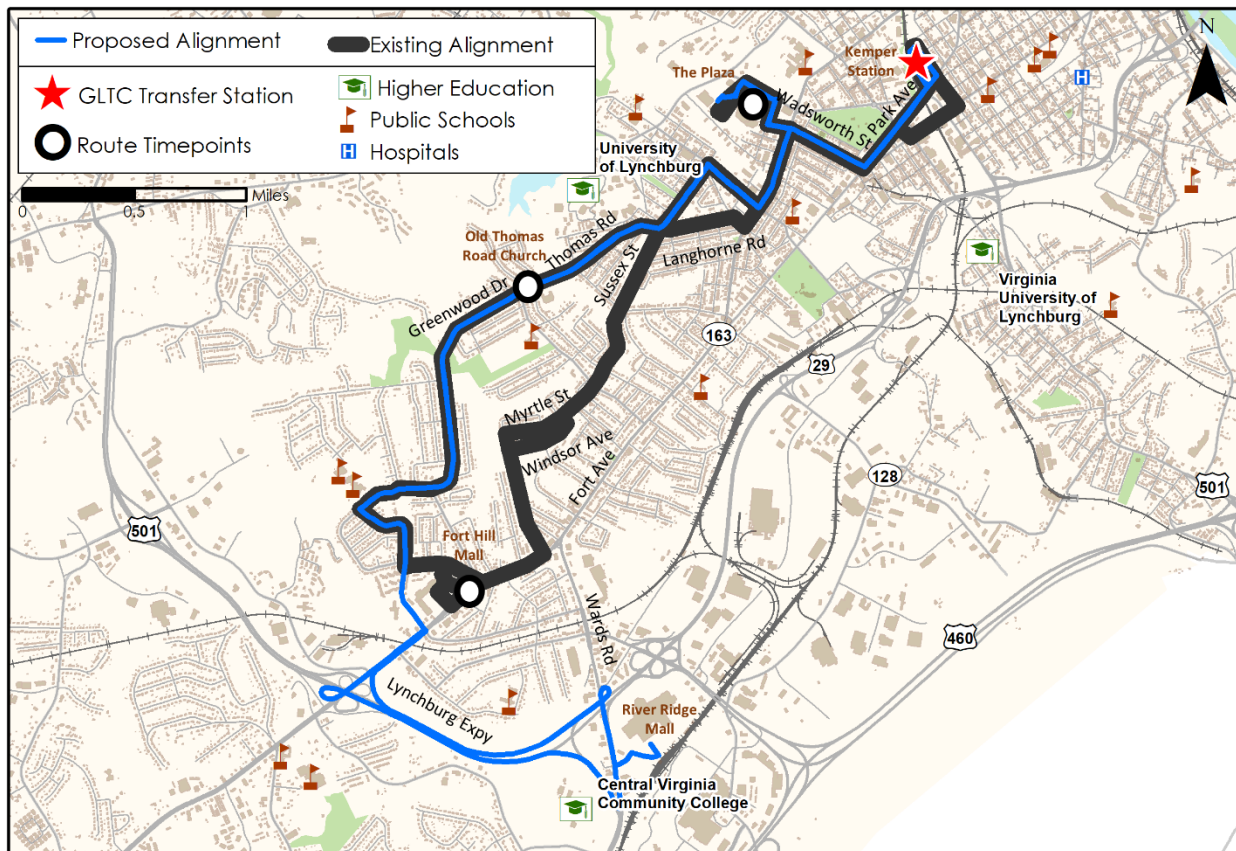 Proposed Alignment
Existing Alignment
GLTC Transfer Station
Higher Education
Public Schools
Route Timepoints
H Hospitals
0
0.5
1
Miles
N
Kemper
Station
The Plaza
Wadsworth St
Park Ave
H
University
of Lynchburg
Old Thomas
Road Church
Thomas Rd
Greenwood Dr
Sussex St
Langhorne Rd
Virginia
University of
Lynchburg
163
29
Myrtle St
Windsor Ave
Fort Ave
128
501
501
Fort Hill
Mall
460
Wards Rd
Lynchburg Expy
River Ridge
Mall
Central Virginia
Community College